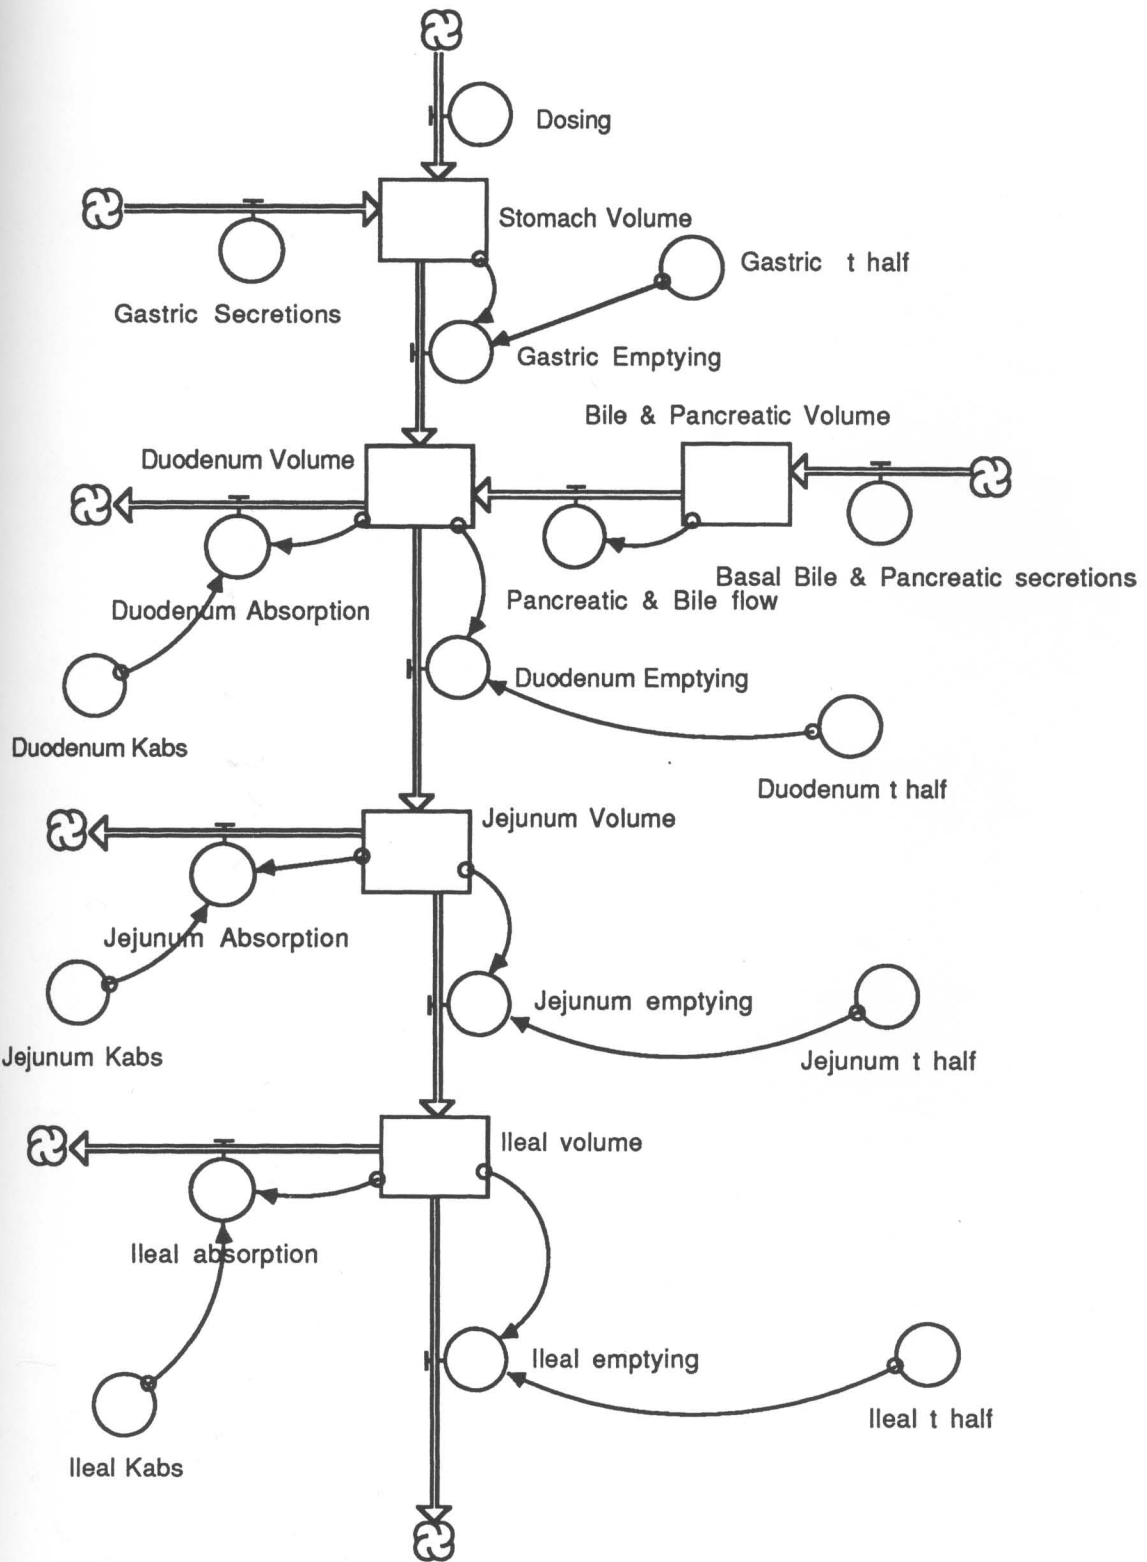 Dosing
Stomach Volume
Gastric t half
Gastric Secretions
Gastric Emptying
Bile & Pancreatic Volume
Duodenum Volume
Basal Bile & Pancreatic secretions
Pancreatic & Bile flow
Duodenum Absorption
Duodenum Emptying
Duodenum Kabs
Duodenum t half
Jejunum Volume
Jejunum Absorption
Jejunum emptying
Jejunum Kabs
Jejunum t half
Ileal volume
Ileal absorption
Ileal emptying
Ileal t half
Ileal Kabs